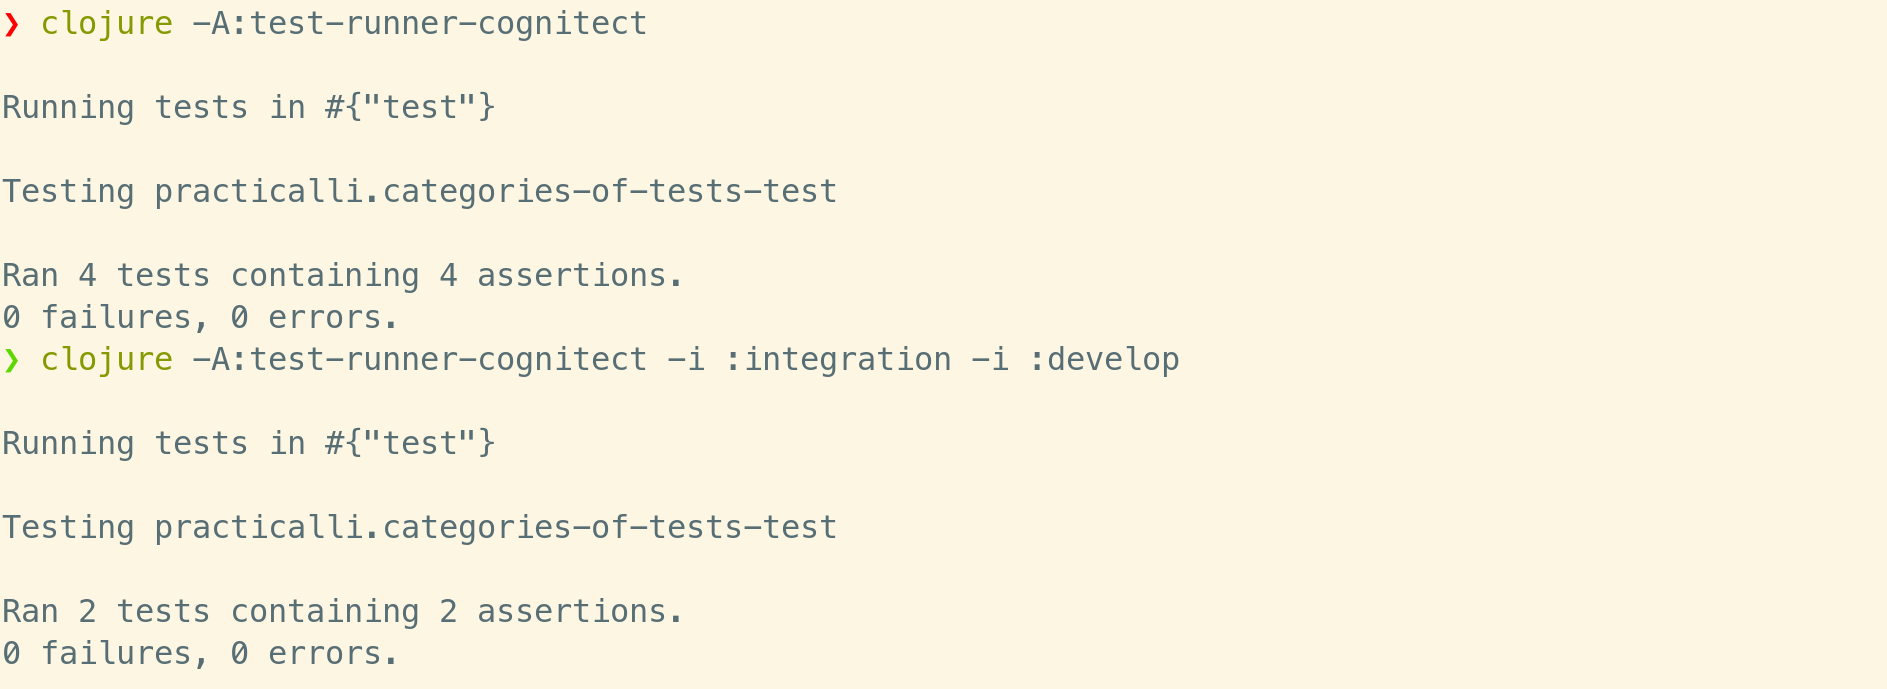 ❯ clojure -A:test-runner-cognitect
Running tests in #{"test"}
Testing practicalli.categories-of-tests-test
Ran 4 tests containing 4 assertions.
0 failures, 0 errors.
❯ clojure -A:test-runner-cognitect -i :integration -i :develop
Running tests in #{"test"}
Testing practicalli.categories-of-tests-test
Ran 2 tests containing 2 assertions.
0 failures, 0 errors.